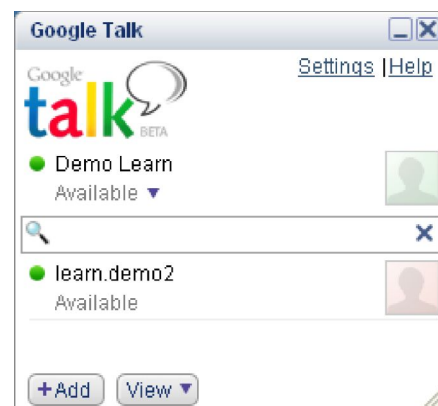 Google Talk
Settings | Help
Google
talk
BETA
Demo Learn
Available
learn.demo2
Available
+Add View